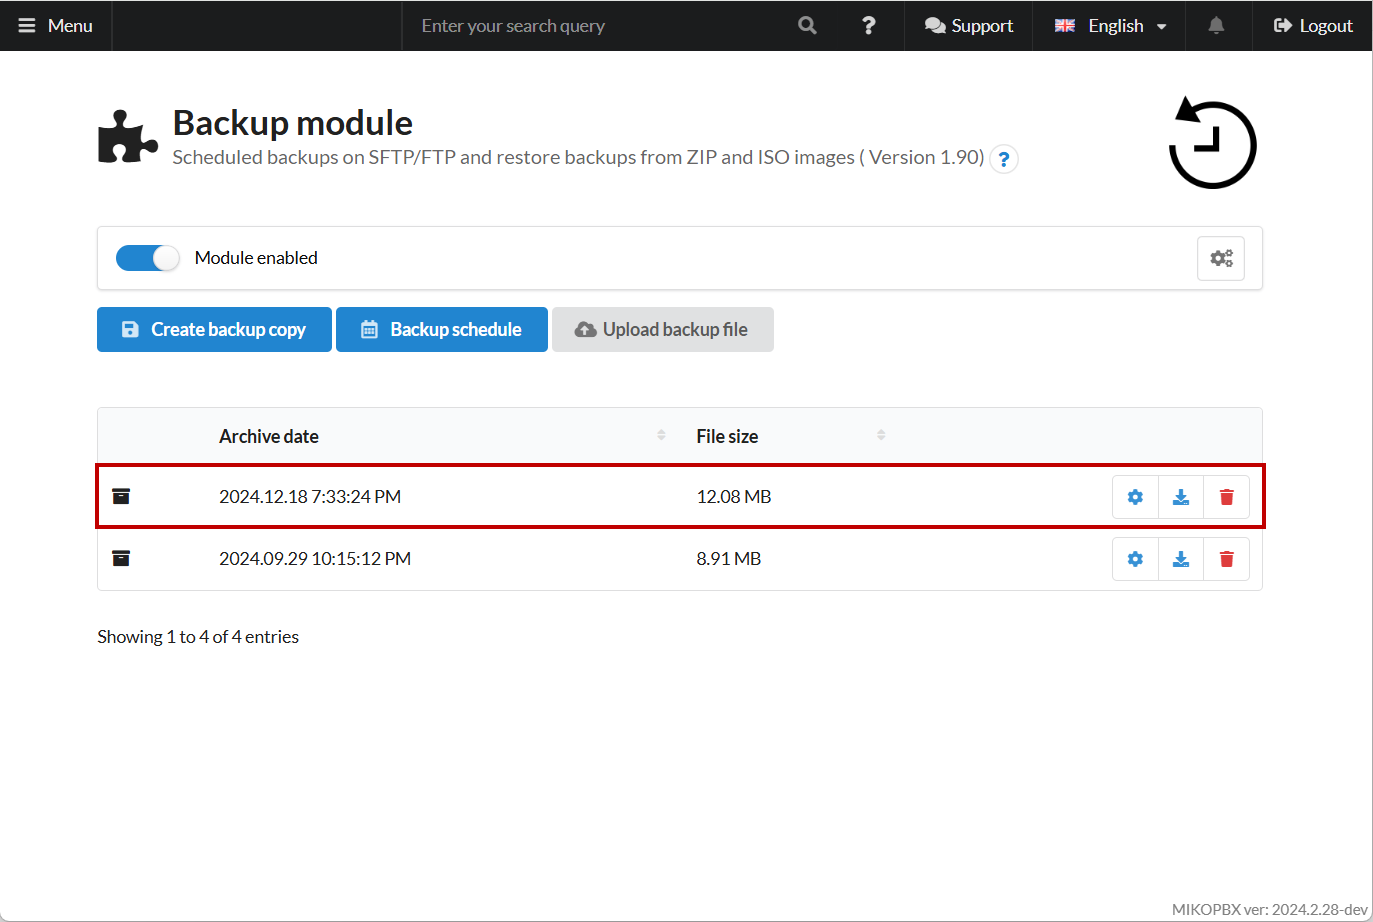 Menu
Enter your search query
?
Support
English
Logout
Backup module
Scheduled backups on SFTP/FTP and restore backups from ZIP and ISO images ( Version 1.90) ?
Module enabled
Create backup copy
Backup schedule
Upload backup file
Archive date File size
2024.12.18 7:33:24 PM 12.08 MB
2024.09.29 10:15:12 PM 8.91 MB
Showing 1 to 4 of 4 entries
MIKOPBX ver: 2024.2.28-dev